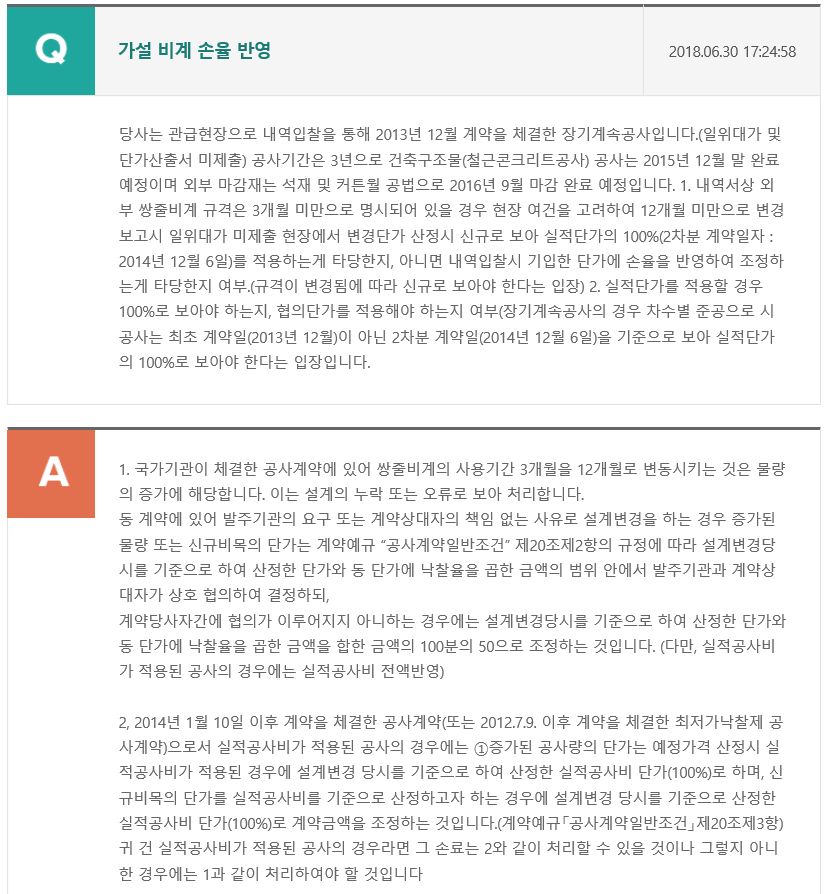 Q
가설 비계 손율 반영
2018.06.30 17:24:58
당사는 관급현장으로 내역입찰을 통해 2013년 12월 계약을 체결한 장기계속공사입니다.(일위대가 및
단가산출서 미제출) 공사기간은 3년으로 건축구조물(철근콘크리트공사) 공사는 2015년 12월 말 완료
예정이며 외부 마감재는 석재 및 커튼월 공법으로 2016년 9월 마감 완료 예정입니다. 1. 내역서상 외
부 쌍줄비계 규격은 3개월 미만으로 명시되어 있을 경우 현장 여건을 고려하여 12개월 미만으로 변경
보고시 일위대가 미제출 현장에서 변경단가 산정시 신규로 보아 실적단가의 100%(2차분 계약일자 :
2014년 12월 6일)를 적용하는게 타당한지, 아니면 내역입찰시 기입한 단가에 손율을 반영하여 조정하
는게 타당한지 여부.(규격이 변경됨에 따라 신규로 보아야 한다는 입장) 2. 실적단가를 적용할 경우
100%로 보아야 하는지, 협의단가를 적용해야 하는지 여부(장기계속공사의 경우 차수별 준공으로 시
공사는 최초 계약일(2013년 12월)이 아닌 2차분 계약일(2014년 12월 6일)을 기준으로 보아 실적단가
의 100%로 보아야 한다는 입장입니다.
A
1. 국가기관이 체결한 공사계약에 있어 쌍줄비계의 사용기간 3개월을 12개월로 변동시키는 것은 물량
의 증가에 해당합니다. 이는 설계의 누락 또는 오류로 보아 처리합니다.
동 계약에 있어 발주기관의 요구 또는 계약상대자의 책임 없는 사유로 설계변경을 하는 경우 증가된
물량 또는 신규비목의 단가는 계약예규 “공사계약일반조건” 제20조제2항의 규정에 따라 설계변경당
시를 기준으로 하여 산정한 단가와 동 단가에 낙찰율을 곱한 금액의 범위 안에서 발주기관과 계약상
대자가 상호 협의하여 결정하되,
계약당사자간에 협의가 이루어지지 아니하는 경우에는 설계변경당시를 기준으로 하여 산정한 단가와
동 단가에 낙찰율을 곱한 금액을 합한 금액의 100분의 50으로 조정하는 것입니다. (다만, 실적공사비
가 적용된 공사의 경우에는 실적공사비 전액반영)
2, 2014년 1월 10일 이후 계약을 체결한 공사계약(또는 2012.7.9. 이후 계약을 체결한 최저가낙찰제 공
사계약)으로서 실적공사비가 적용된 공사의 경우에는 ①증가된 공사량의 단가는 예정가격 산정시 실
적공사비가 적용된 경우에 설계변경 당시를 기준으로 하여 산정한 실적공사비 단가(100%)로 하며, 신
규비목의 단가를 실적공사비를 기준으로 산정하고자 하는 경우에 설계변경 당시를 기준으로 산정한
실적공사비 단가(100%)로 계약금액을 조정하는 것입니다.(계약예규「공사계약일반조건」제20조제3항)
귀 건 실적공사비가 적용된 공사의 경우라면 그 손료는 2와 같이 처리할 수 있을 것이나 그렇지 아니
한 경우에는 1과 같이 처리하여야 할 것입니다